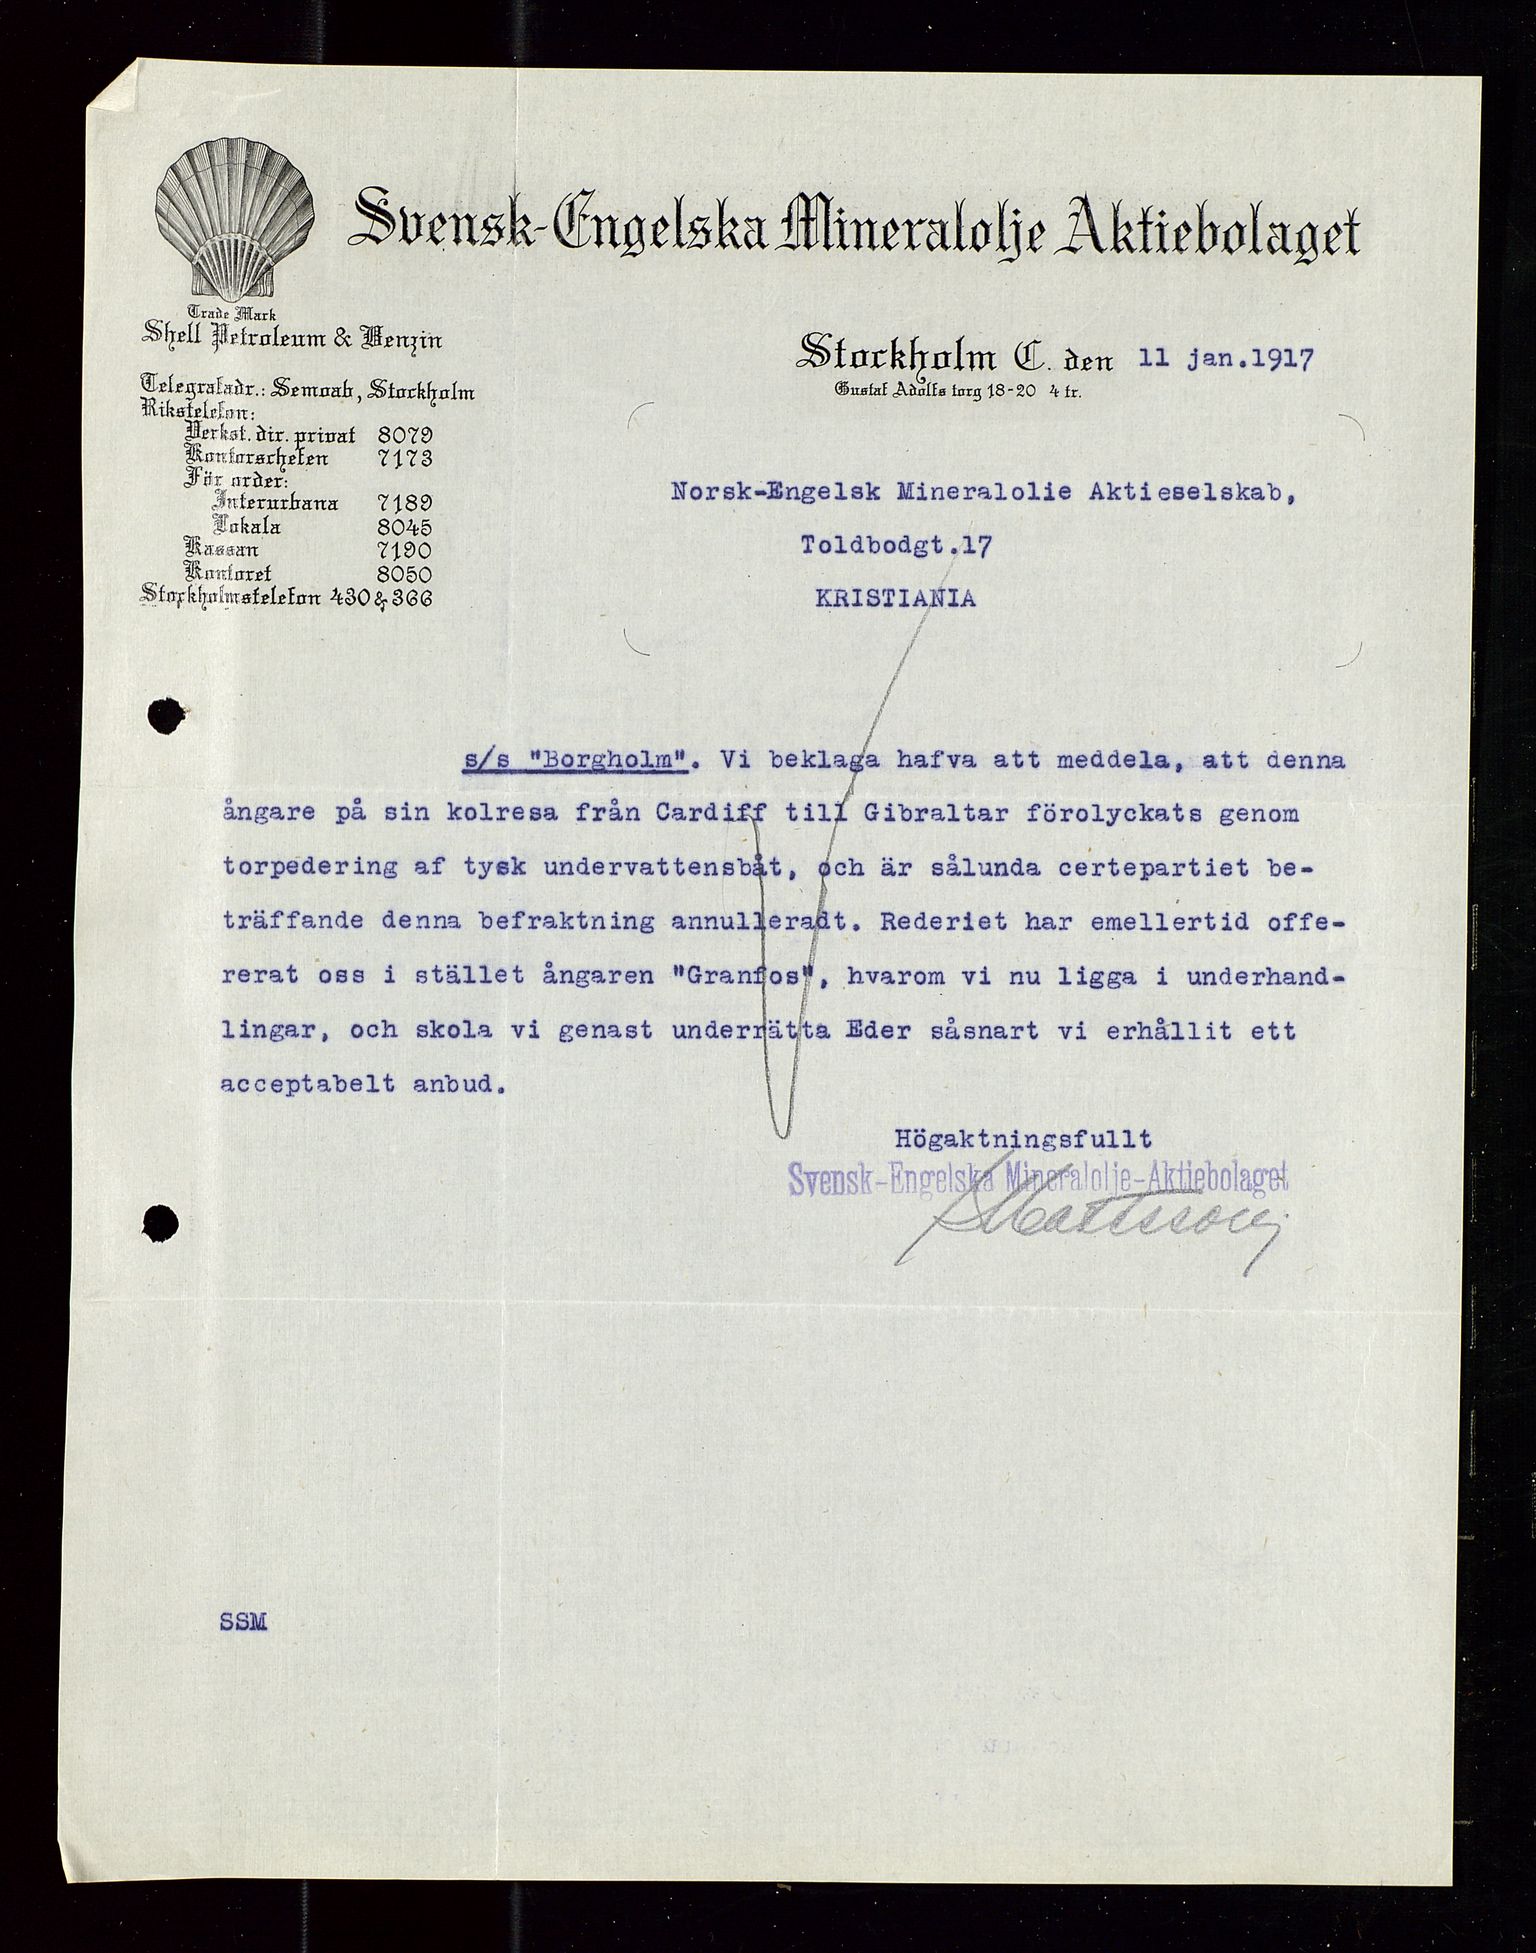 Svensk-Engelska Mineralolje Aktiebolaget
Trade Mark
Shell Petroleum & Benzin
Stockholm C. den 11 jan.1917
Gustaf Adolfs torg 18-20 4 tr.
Telegrafadr.: Semoab, Stockholm
Rikstelefon:
Verkst. dir. privat 8079
Kontorschefen 7173
För order:
Interurbana 7189
Lokala 8045
Kassan 7190
Kontoret 8050
Stockholmstelefon 430 & 366
Norsk-Engelsk Mineralolie Aktieselskab,
Toldbodgt.17
KRISTIANIA
s/s "Borgholm". Vi beklaga hafva att meddela, att denna
ångare på sin kolresa från Cardiff till Gibraltar förolyckats genom
torpedering af tysk undervattensbåt, och är sålunda certepartiet be-
träffande denna befraktning annulleradt. Rederiet har emellertid offe-
rerat oss i stället ångaren "Granfos", hvarom vi nu ligga i underhand-
lingar, och skola vi genast underrätta Eder såsnart vi erhållit ett
acceptabelt anbud.
Högaktningsfullt
Svensk-Engelska Mineralolje-Aktiebolaget
Mattsson
SSM